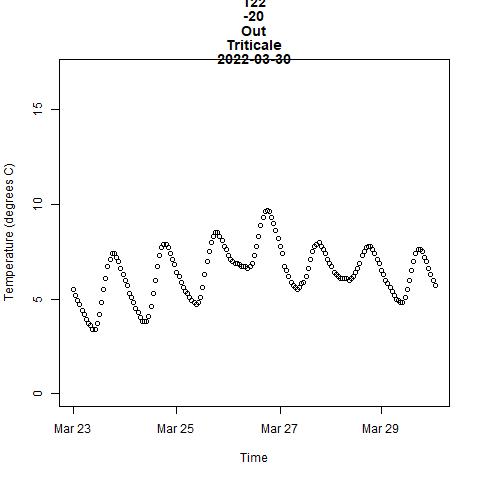 122
-20
Out
Triticale
2022-03-30
Temperature (degrees C)
15
10
5
0
Mar 23
Mar 25
Mar 27
Mar 29
Time